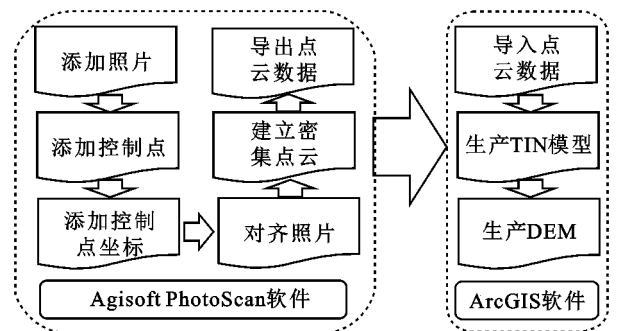 添加照片
添加控制点
添加控制
点坐标
对齐照片
建立密
集点云
导出点
云数据
Agisoft PhotoScan软件
导入点
云数据
生产TIN模型
生产DEM
ArcGIS软件